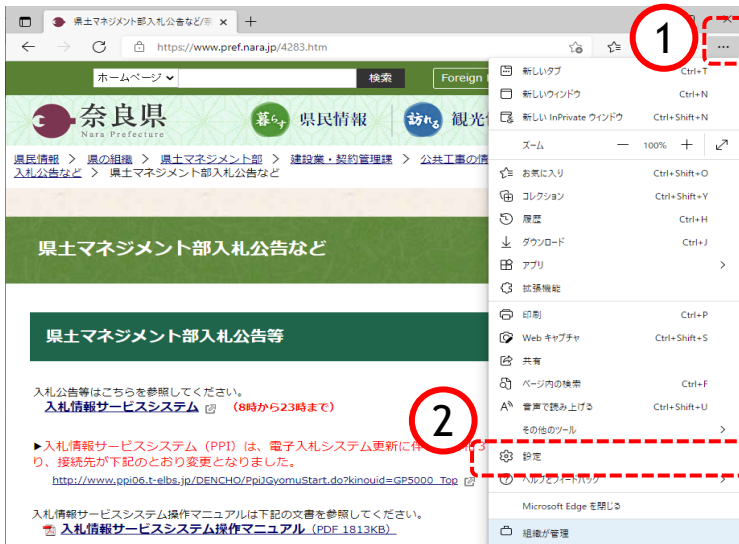 県土マネジメント部入札公告など/奈
https://www.pref.nara.jp/4283.htm
1
ホームページ
検索
Foreign
奈良県
Nara Prefecture
暮らす 県民情報
訪れる 観光
県民情報 > 県の組織 > 県土マネジメント部 > 建設業・契約管理課 > 公共工事の情
入札公告など > 県土マネジメント部入札公告など
県土マネジメント部入札公告など
県土マネジメント部入札公告等
入札公告等はこちらを参照してください。
入札情報サービスシステム (8時から23時まで)
▶入札情報サービスシステム（PPI）は、電子入札システム更新に伴
り、接続先が下記のとおり変更となりました。
http://www.ppi06.t-elbs.jp/DENCHO/PpiJGyomuStart.do?kinouid=GP5000_Top
入札情報サービスシステム操作マニュアルは下記の文書を参照してください。
入札情報サービスシステム操作マニュアル（PDF 1813KB）
新しいタブ Ctrl+T
新しいウィンドウ Ctrl+N
新しい InPrivate ウィンドウ Ctrl+Shift+N
ズーム 100%
お気に入り Ctrl+Shift+O
コレクション Ctrl+Shift+Y
履歴 Ctrl+H
ダウンロード Ctrl+J
アプリ
拡張機能
印刷 Ctrl+P
Web キャプチャ Ctrl+Shift+S
共有
ページ内の検索 Ctrl+F
音声で読み上げる Ctrl+Shift+U
その他のツール
2
設定
ヘルプとフィードバック
Microsoft Edge を閉じる
組織が管理